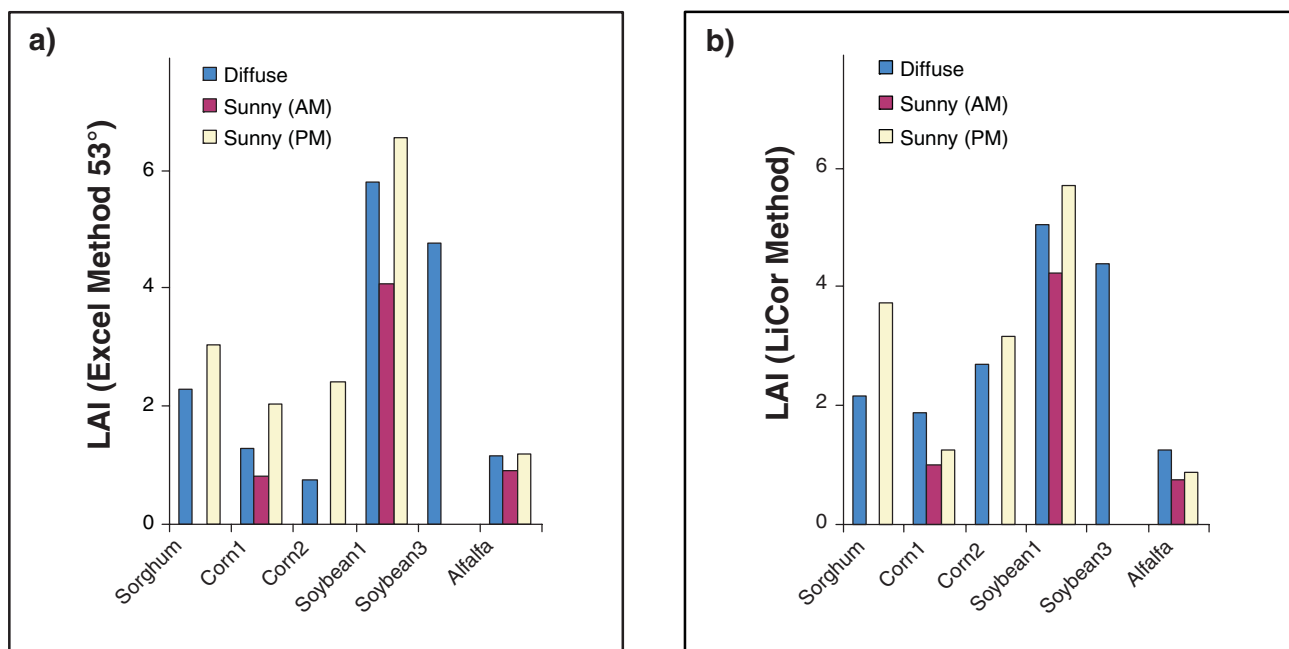 a)
Diffuse
Sunny (AM)
Sunny (PM)
LAI (Excel Method 53°)
6
4
2
0
Sorghum
Corn1
Corn2
Soybean1
Soybean3
Alfalfa
b)
Diffuse
Sunny (AM)
Sunny (PM)
LAI (LiCor Method)
6
4
2
0
Sorghum
Corn1
Corn2
Soybean1
Soybean3
Alfalfa